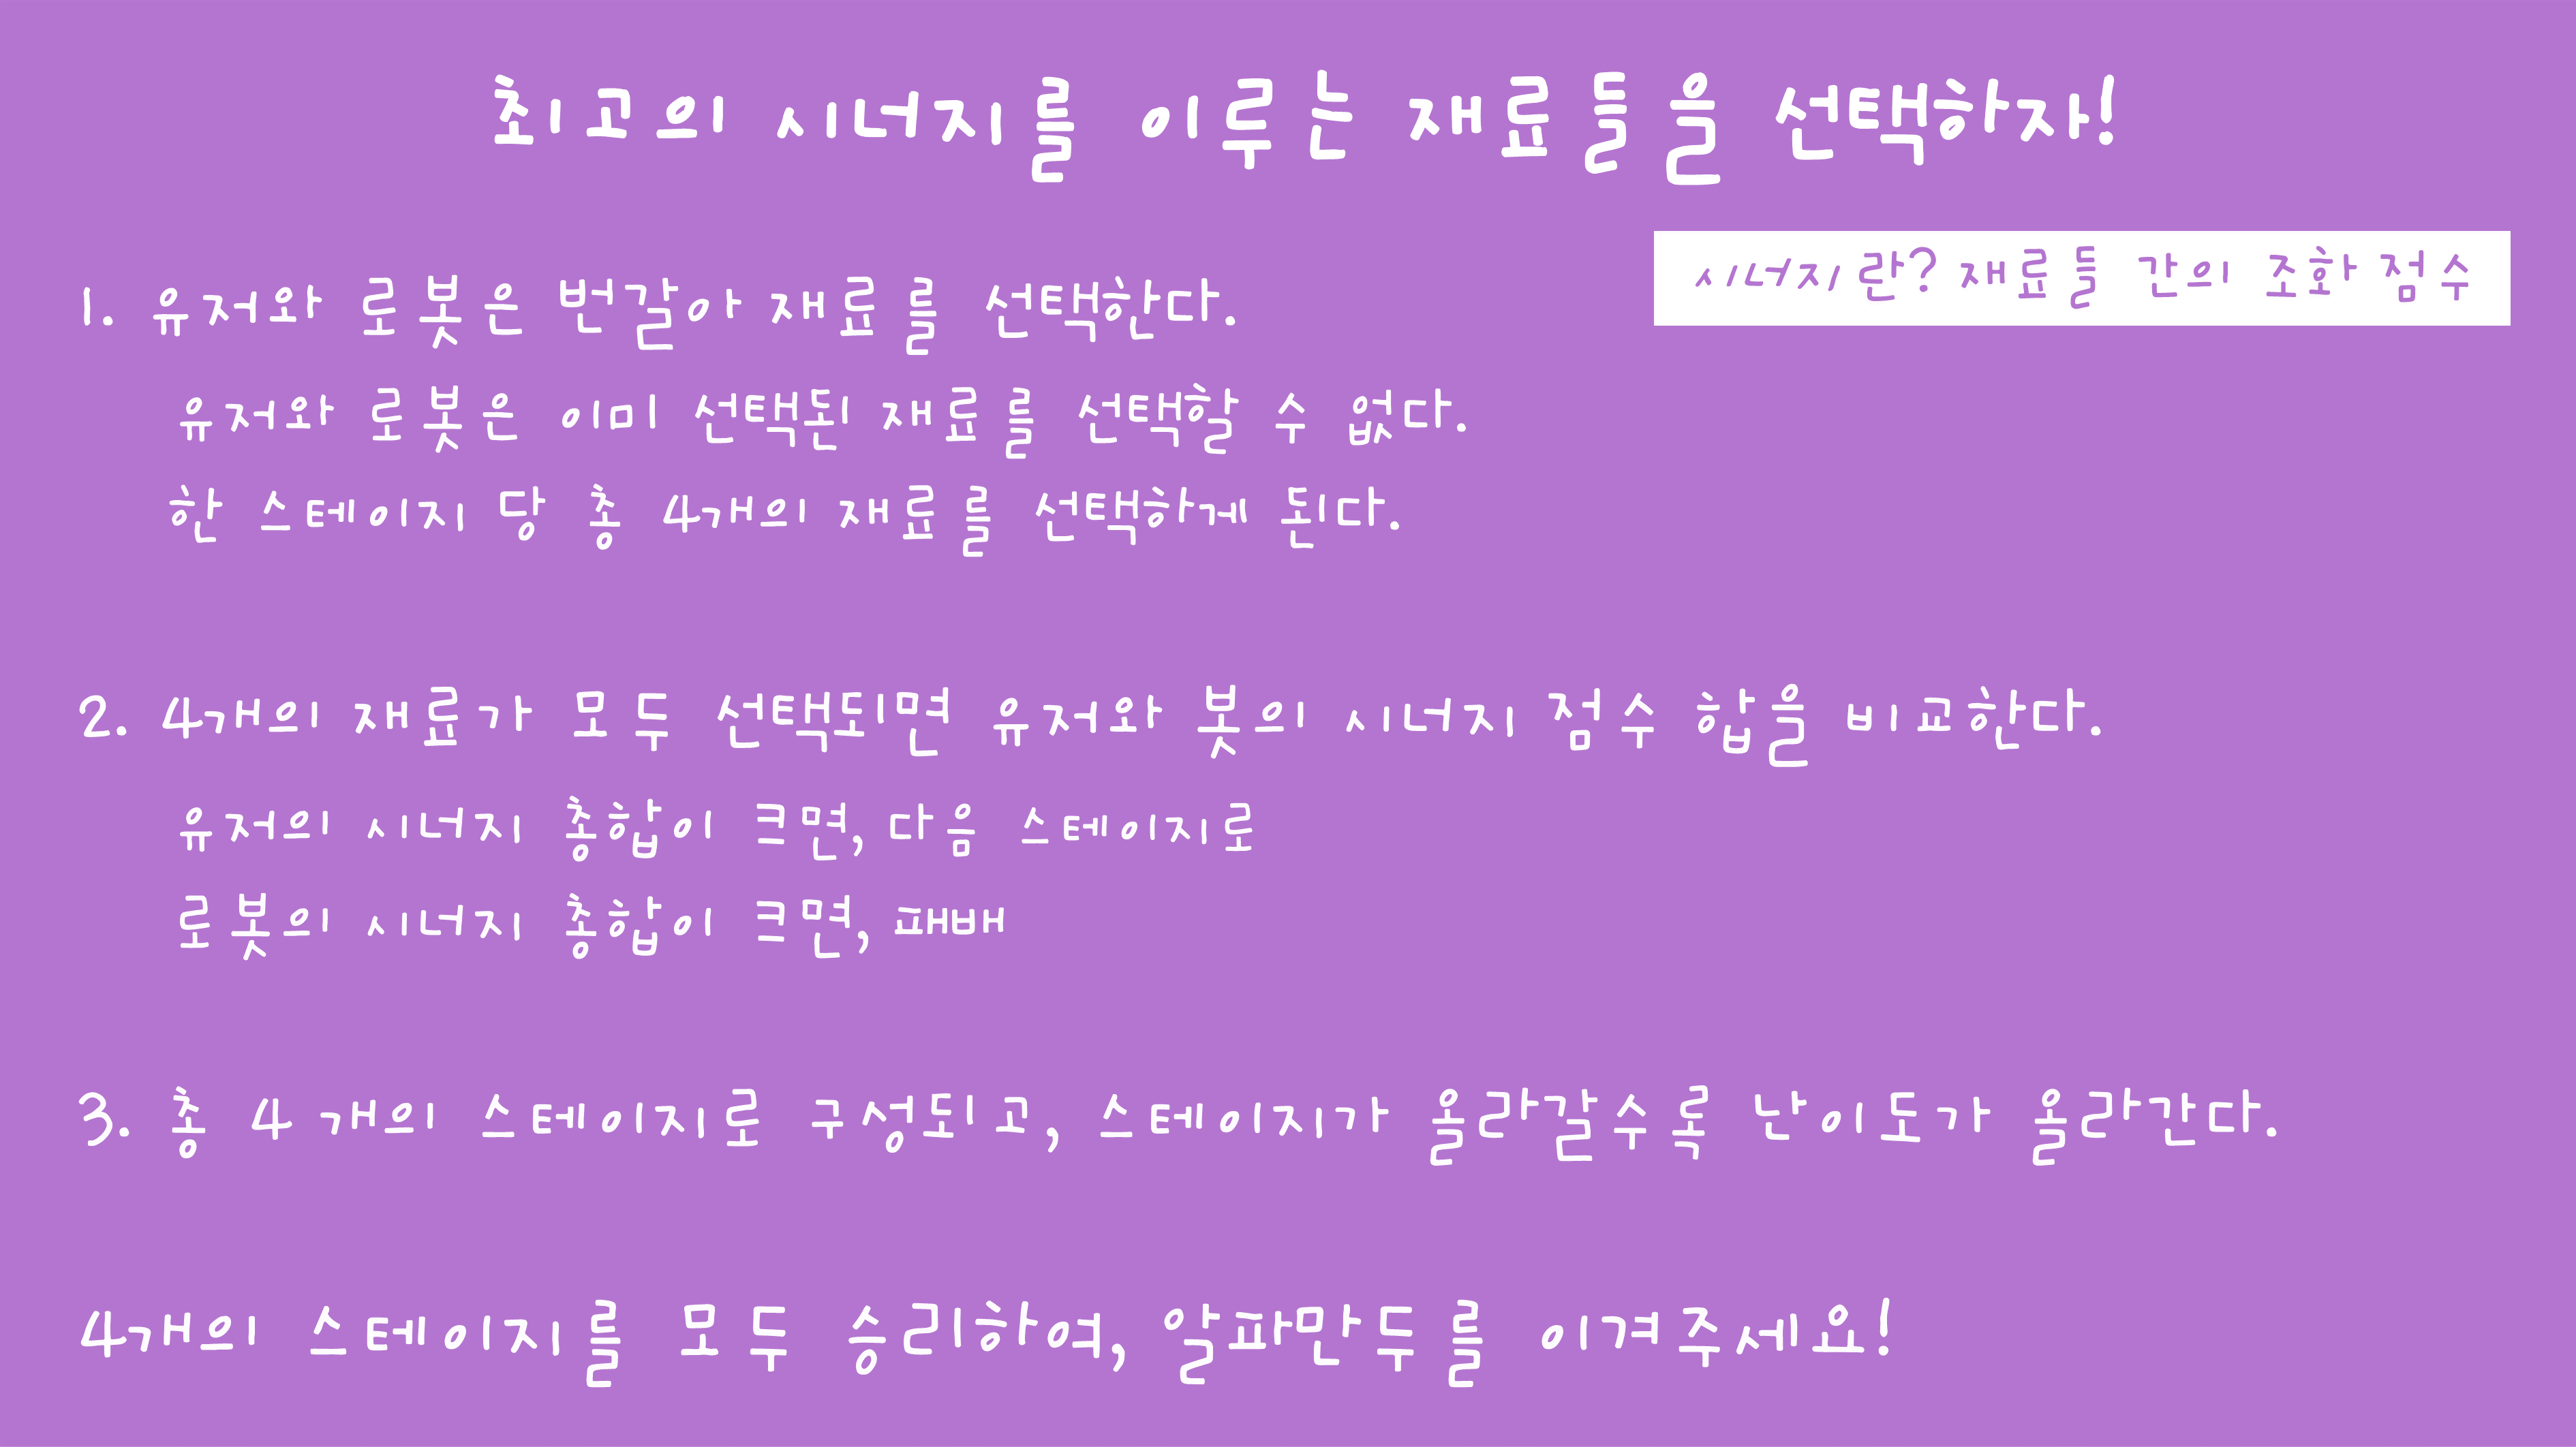 최고의 시너지를 이루는 재료들을 선택하자!
시너지란? 재료들 간의 조화 점수
1. 유저와 로봇은 번갈아 재료를 선택한다.
유저와 로봇은 이미 선택된 재료를 선택할 수 없다.
한 스테이지 당 총 4개의 재료를 선택하게 된다.
2. 4개의 재료가 모두 선택되면 유저와 봇의 시너지 점수 합을 비교한다.
유저의 시너지 총합이 크면, 다음 스테이지로
로봇의 시너지 총합이 크면, 패배
3. 총 4 개의 스테이지로 구성되고, 스테이지가 올라갈수록 난이도가 올라간다.
4개의 스테이지를 모두 승리하여, 알파만두를 이겨주세요!